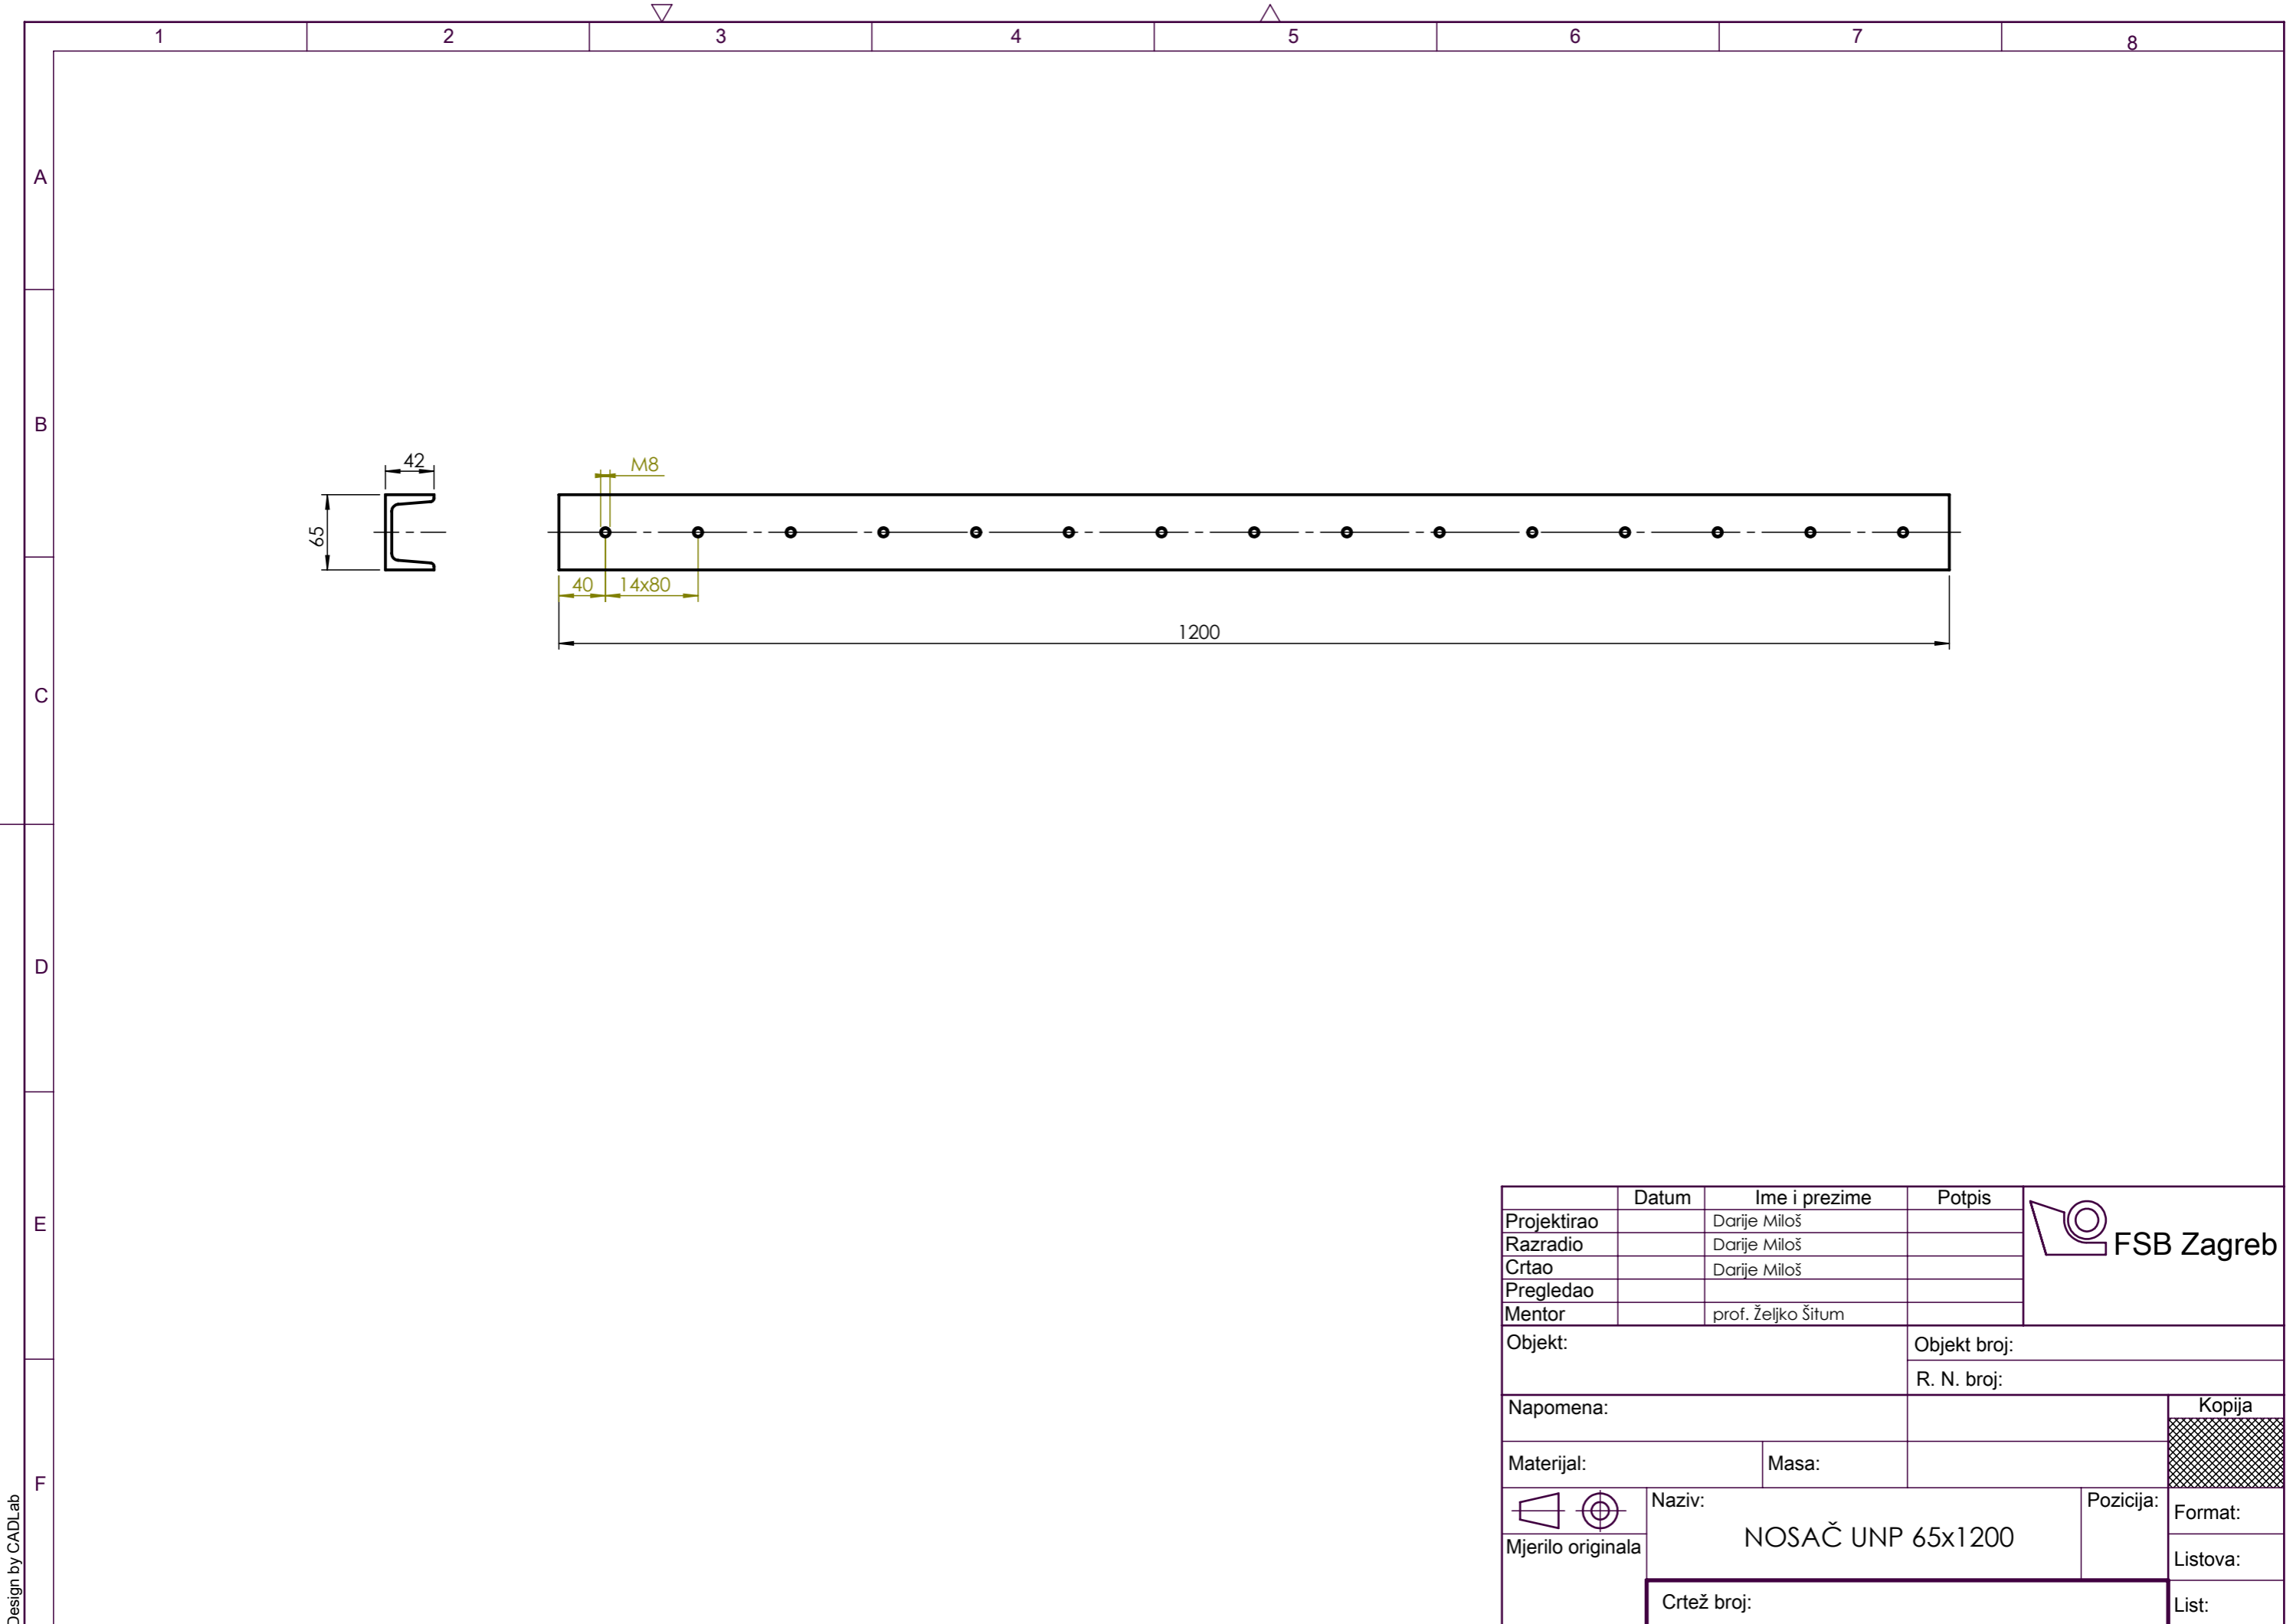 1 2 3 4 5 6 7 8
A
B
C
D
E
F
42
65
M8
40 14x80
1200
Datum Ime i prezime Potpis
Projektirao Darije Miloš
Razradio Darije Miloš
Crtao Darije Miloš
Pregledao
Mentor prof. Željko Šitum
FSB Zagreb
Objekt: Objekt broj:
R. N. broj:
Napomena: Kopija
Materijal: Masa:
Naziv: Pozicija: Format:
NOSAČ UNP 65x1200
Mjerilo originala
Listova:
Crtež broj: List:
Design by CADLab